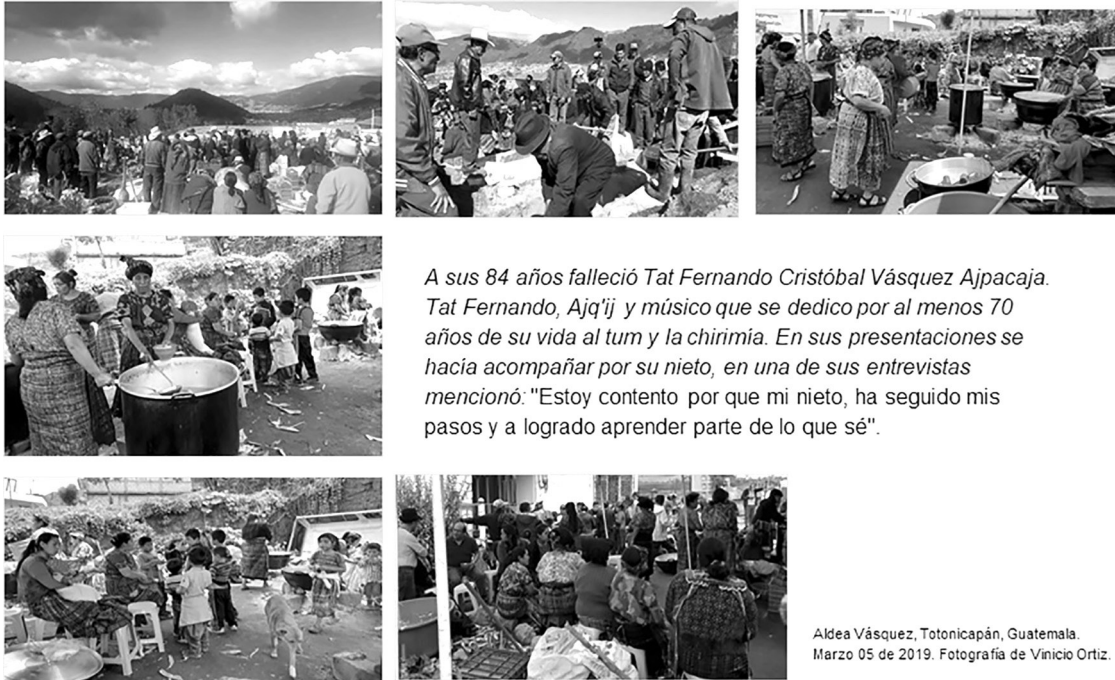 A sus 84 años falleció Tat Fernando Cristóbal Vásquez Ajpacaja.
Tat Fernando, Ajq'ij y músico que se dedico por al menos 70
años de su vida al tum y la chirimía. En sus presentaciones se
hacía acompañar por su nieto, en una de sus entrevistas
mencionó: "Estoy contento por que mi nieto, ha seguido mis
pasos y a logrado aprender parte de lo que sé".
Aldea Vásquez, Totonicapán, Guatemala.
Marzo 05 de 2019. Fotografía de Vinicio Ortiz.